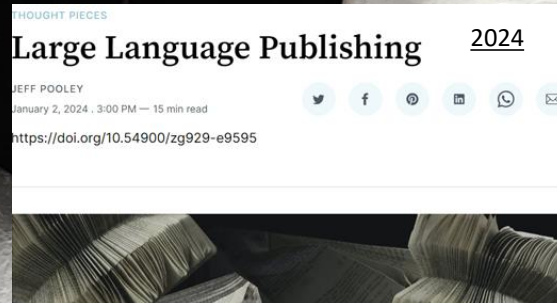 THOUGHT PIECES
Large Language Publishing
2024
JEFF POOLEY
January 2, 2024 . 3:00 PM — 15 min read
https://doi.org/10.54900/zg929-e9595